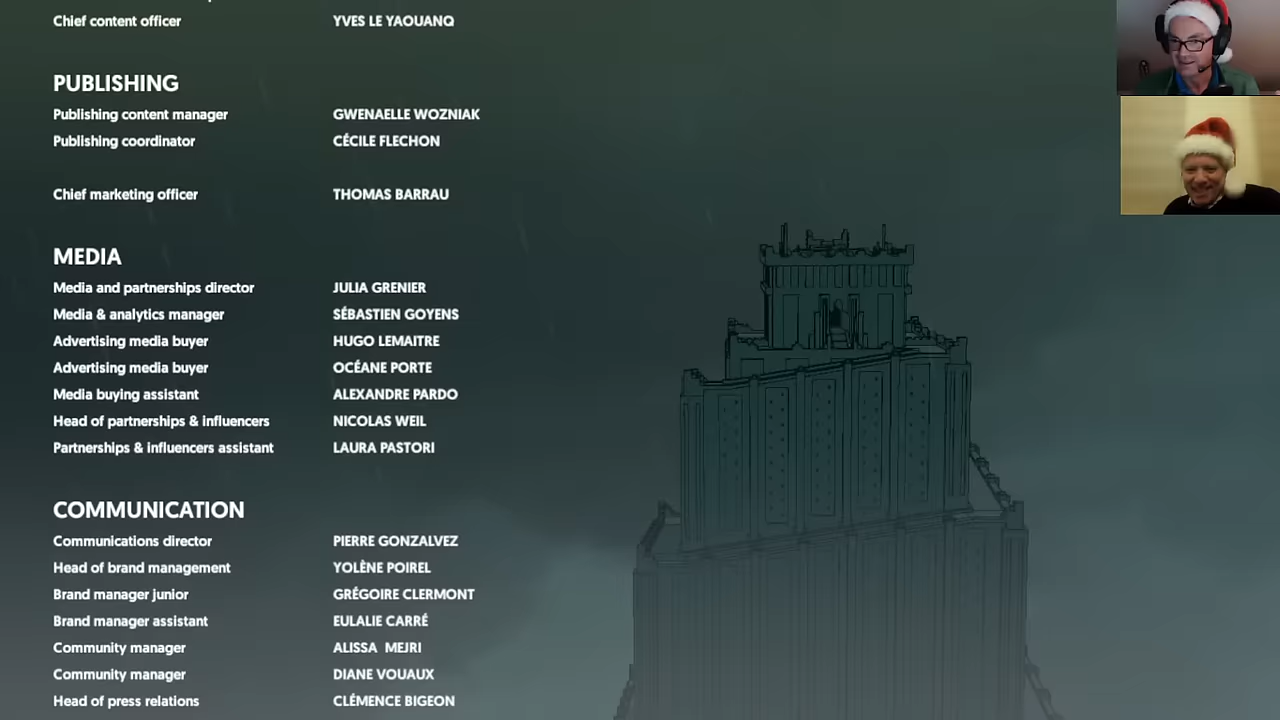 Chief content officer YVES LE YAOUANQ
PUBLISHING
Publishing content manager GWENAELLE WOZNIAK
Publishing coordinator CÉCILE FLECHON
Chief marketing officer THOMAS BARRAU
MEDIA
Media and partnerships director JULIA GRENIER
Media & analytics manager SÉBASTIEN GOYENS
Advertising media buyer HUGO LEMAITRE
Advertising media buyer OCÉANE PORTE
Media buying assistant ALEXANDRE PARDO
Head of partnerships & influencers NICOLAS WEIL
Partnerships & influencers assistant LAURA PASTORI
COMMUNICATION
Communications director PIERRE GONZALVEZ
Head of brand management YOLÈNE POIREL
Brand manager junior GRÉGOIRE CLERMONT
Brand manager assistant EULALIE CARRÉ
Community manager ALISSA MEJRI
Community manager DIANE VOUAUX
Head of press relations CLÉMENCE BIGEON